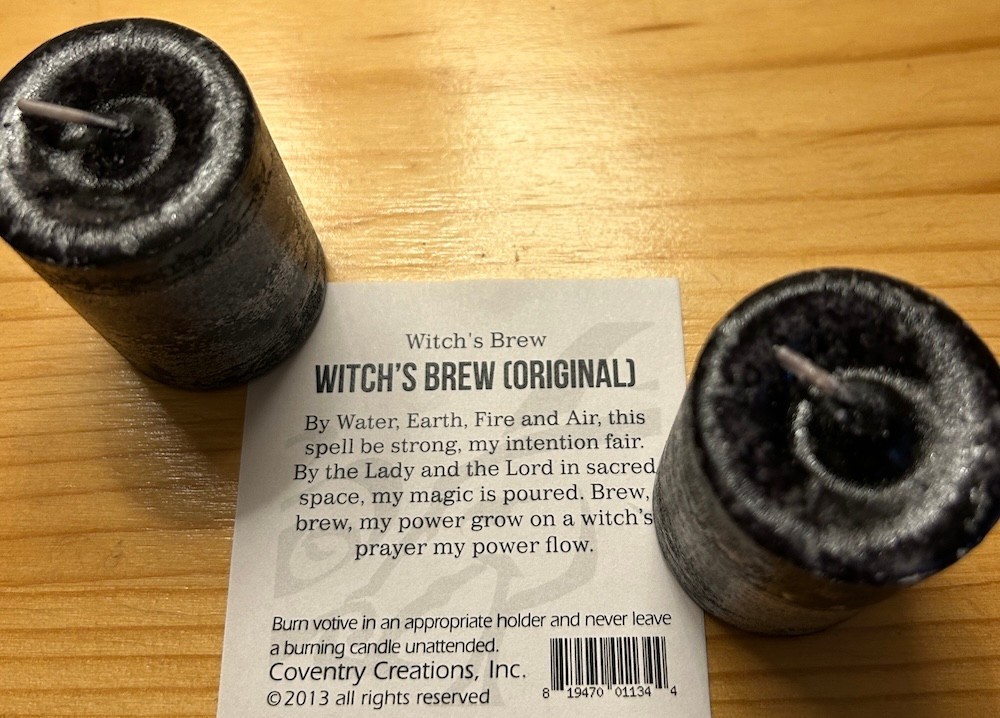 Witch's Brew
WITCH'S BREW (ORIGINAL)
By Water, Earth, Fire and Air, this
spell be strong, my intention fair.
By the Lady and the Lord in sacred
space, my magic is poured. Brew,
brew, my power grow on a witch's
prayer my power flow.
Burn votive in an appropriate holder and never leave
a burning candle unattended.
Coventry Creations, Inc.
©2013 all rights reserved
8 19470 01134 4